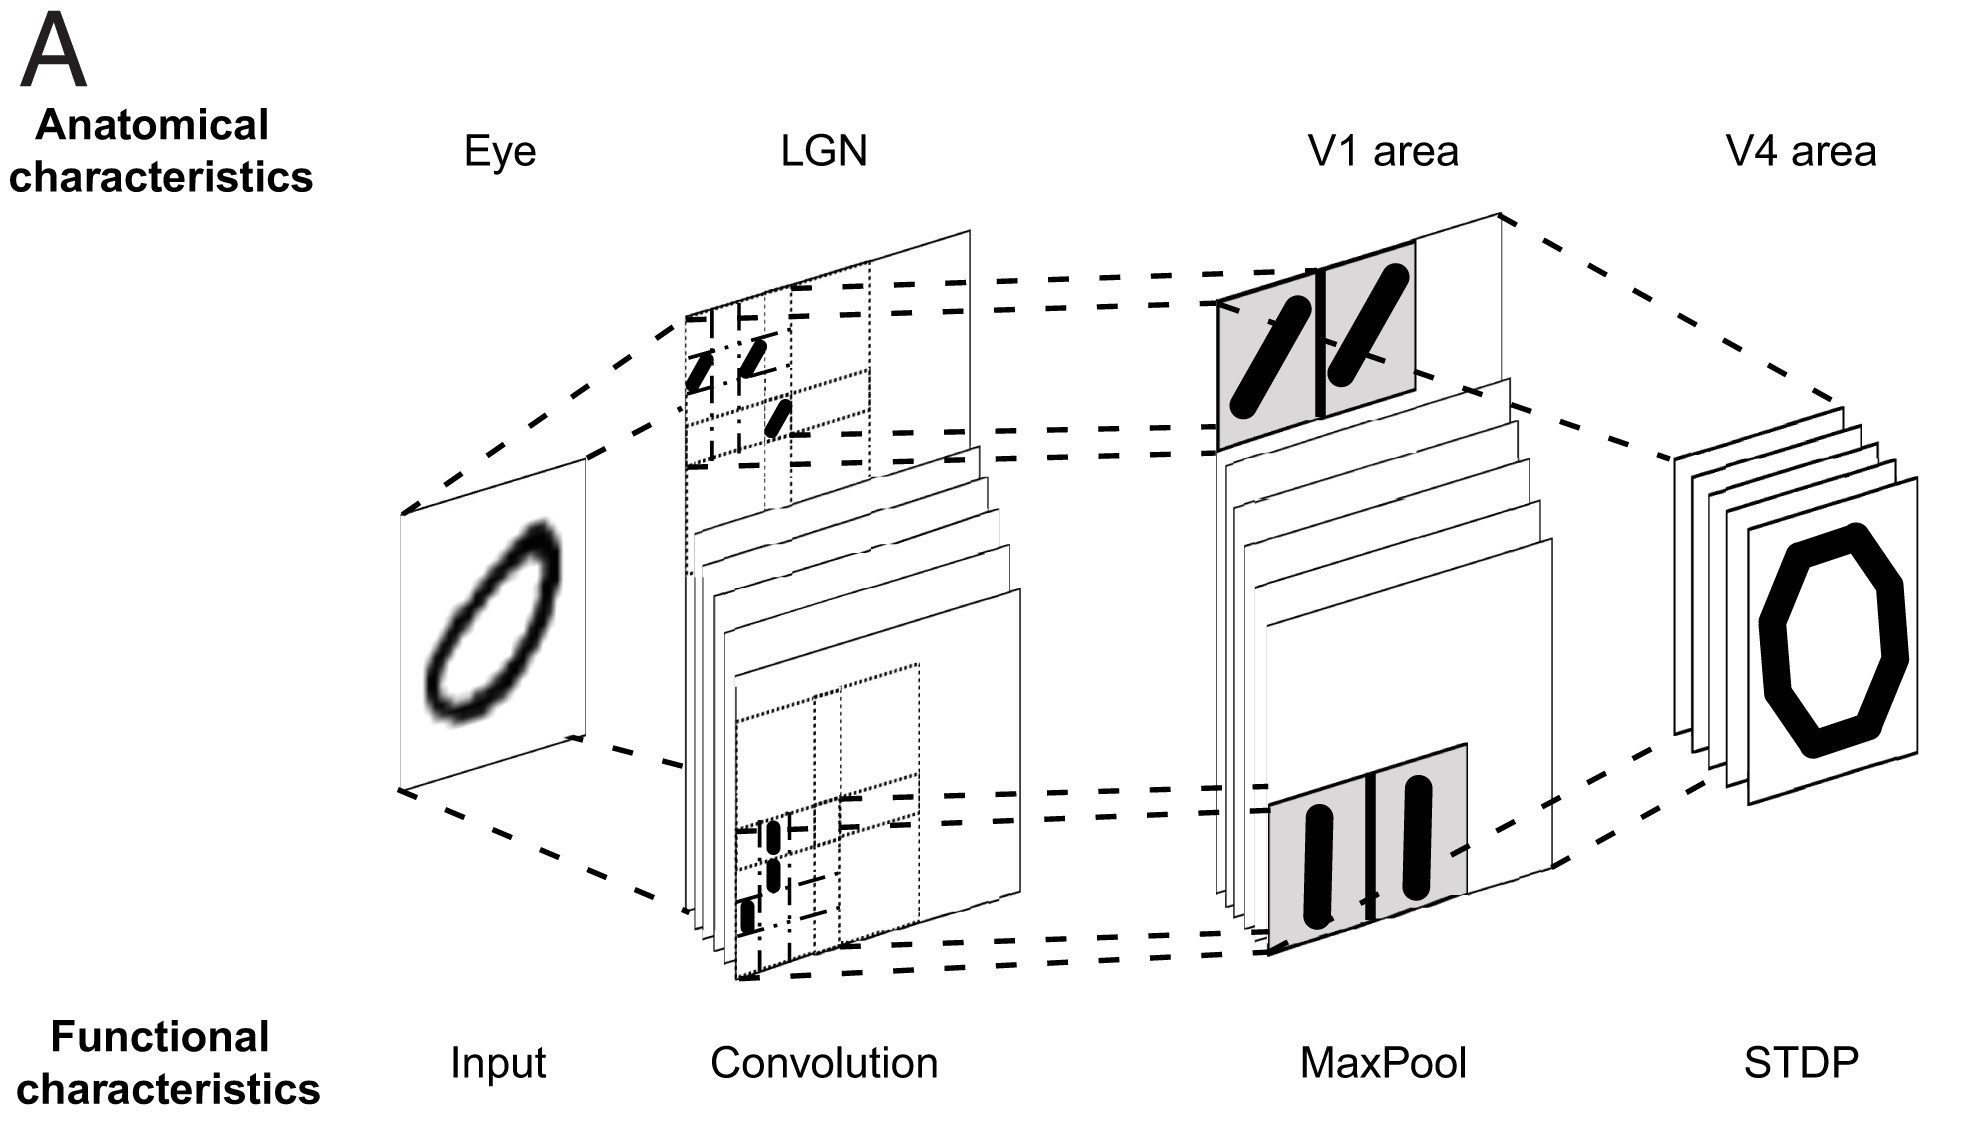 A
Anatomical
characteristics
Eye
LGN
V1 area
V4 area
Functional
characteristics
Input
Convolution
MaxPool
STDP